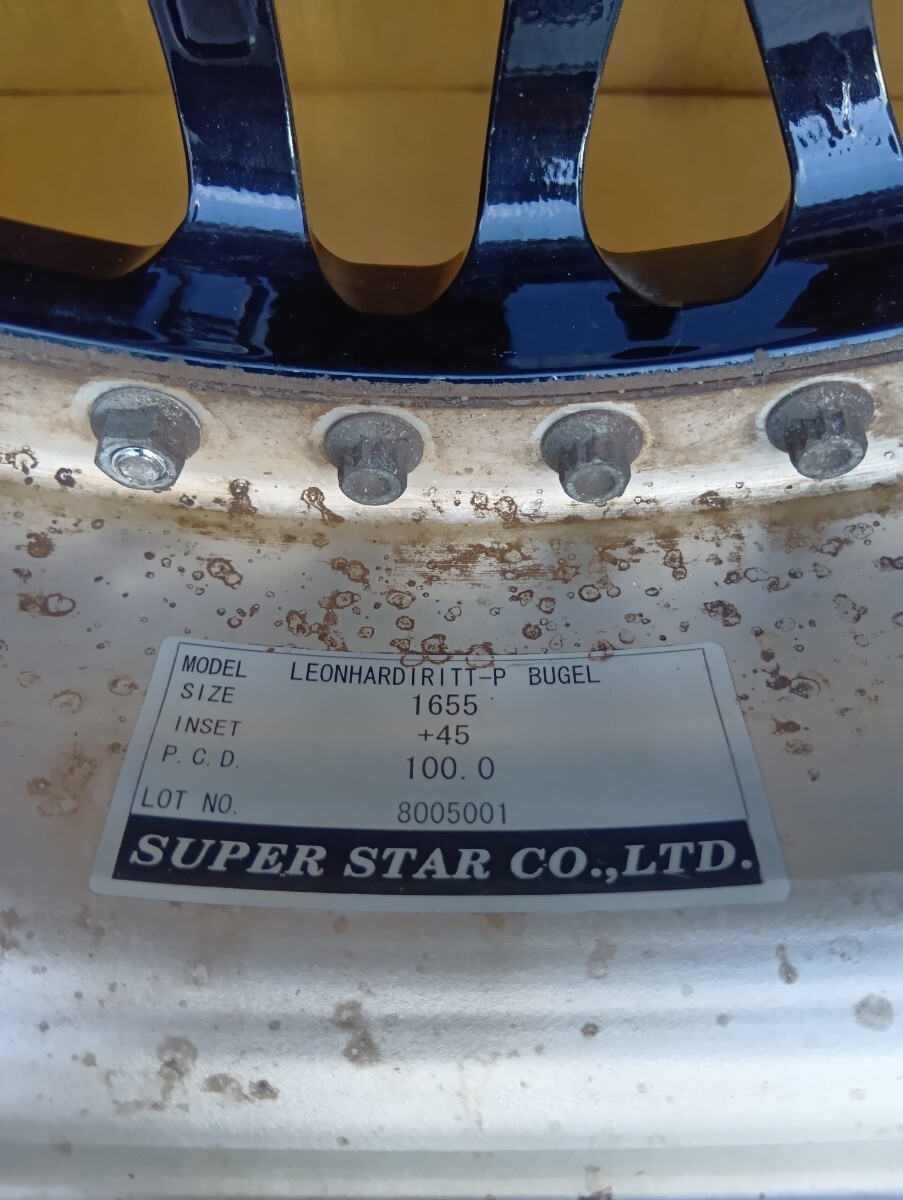 MODEL LEONHARDIRITT-P BUGEL
SIZE 1655
INSET +45
P.C.D. 100.0
LOT NO. 8005001
SUPER STAR CO.,LTD.